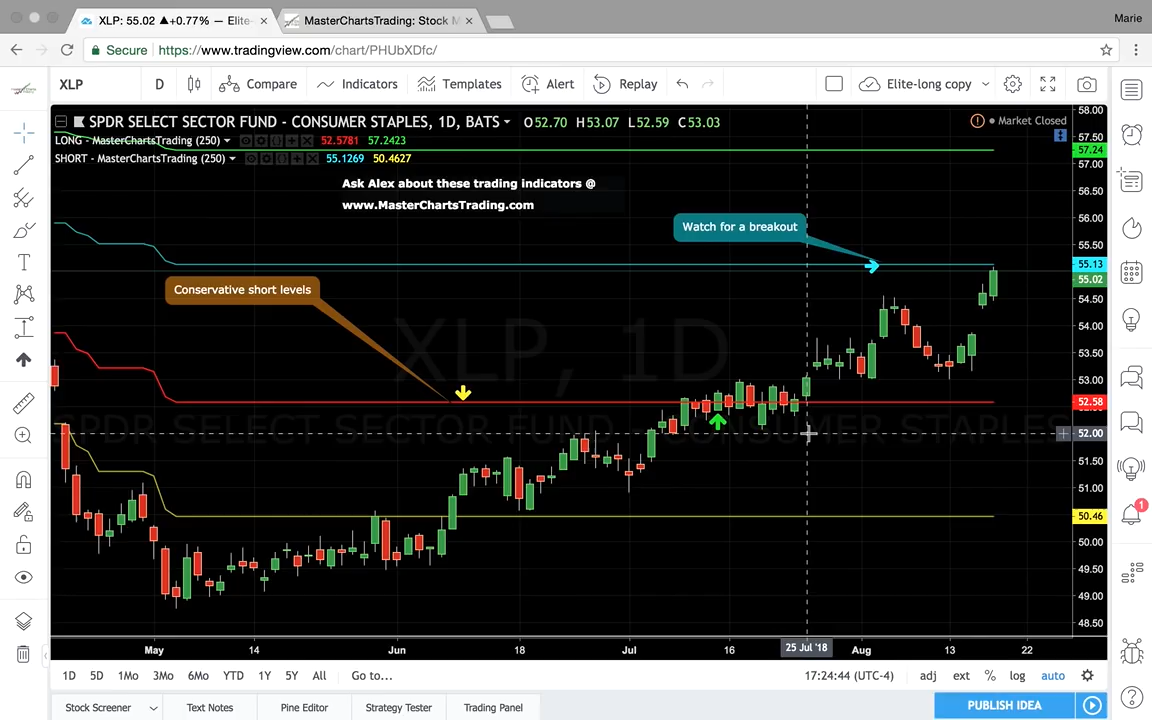 XLP: 55.02 ▲+0.77% — Elite-
MasterChartsTrading: Stock M
Marie
Secure
https://www.tradingview.com/chart/PHUbXDfc/
XLP D Compare Indicators Templates Alert Replay Elite-long copy
SPDR SELECT SECTOR FUND - CONSUMER STAPLES, 1D, BATS O52.70 H53.07 L52.59 C53.03
Market Closed
LONG - MasterChartsTrading (250) 52.5781 57.2423
SHORT - MasterChartsTrading (250) 55.1269 50.4627
Ask Alex about these trading indicators @
www.MasterChartsTrading.com
Watch for a breakout
Conservative short levels
XLP, 1D
SPDR SELECT SECTOR FUND - CONSUMER STAPLES
58.00
57.50
57.24
57.00
56.50
56.00
55.50
55.13
55.02
54.50
54.00
53.50
53.00
52.58
52.00
51.50
51.00
50.46
50.00
49.50
49.00
48.50
1
May 14 Jun 18 Jul 16 25 Jul '18 Aug 13 22
1D 5D 1Mo 3Mo 6Mo YTD 1Y 5Y All Go to...
17:24:44 (UTC-4) adj ext % log auto
Stock Screener Text Notes Pine Editor Strategy Tester Trading Panel
PUBLISH IDEA